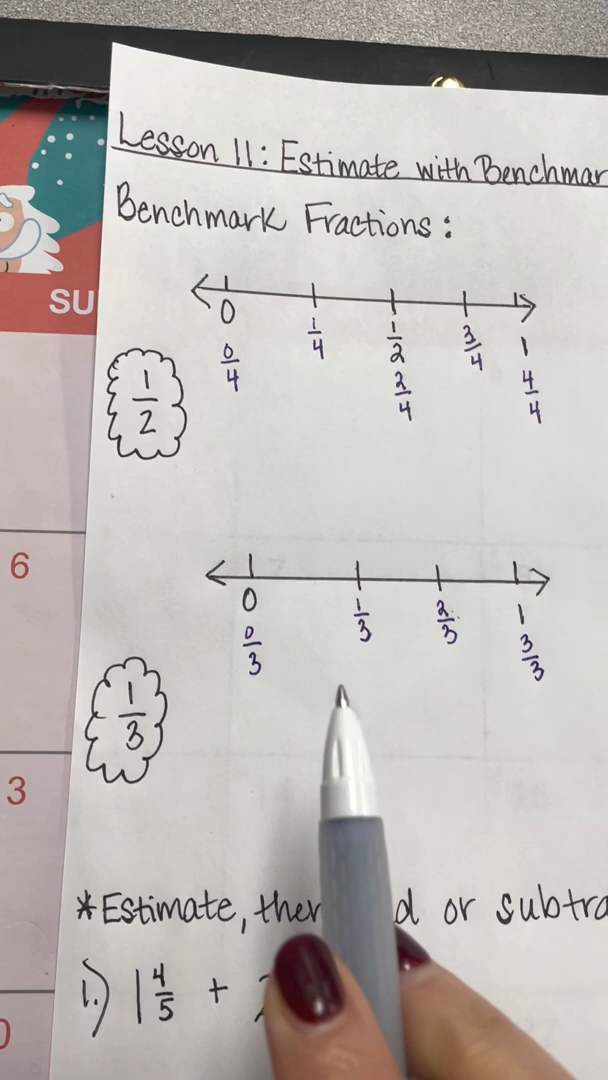 Lesson 11: Estimate with Benchmar
Benchmark Fractions:
SU
0 1/4 1/2 3/4 1
0/4 2/4 4/4
1/2
6
0 1/3 2/3 1
0/3 3/3
1/3
3
*Estimate, then d or subtra
1.) 1 4/5 +